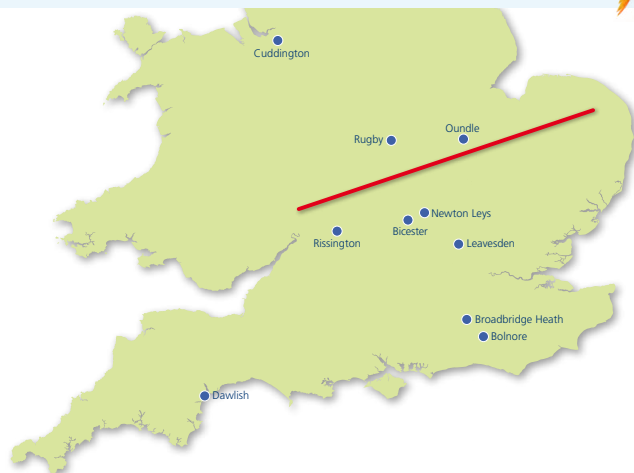 Cuddington
Oundle
Rugby
Newton Leys
Bicester
Rissington
Leavesden
Broadbridge Heath
Bolnore
Dawlish